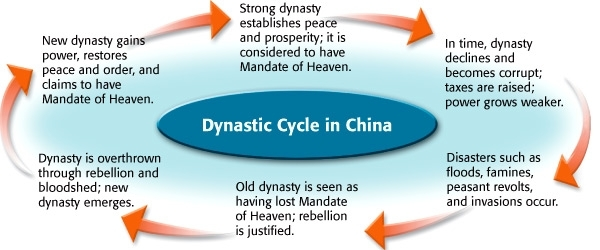 Strong dynasty
establishes peace
and prosperity; it is
considered to have
Mandate of Heaven.
In time, dynasty
declines and
becomes corrupt;
taxes are raised;
power grows weaker.
Disasters such as
floods, famines,
peasant revolts,
and invasions occur.
Old dynasty is seen as
having lost Mandate
of Heaven; rebellion
is justified.
Dynasty is overthrown
through rebellion and
bloodshed; new
dynasty emerges.
New dynasty gains
power, restores
peace and order, and
claims to have
Mandate of Heaven.
Dynastic Cycle in China